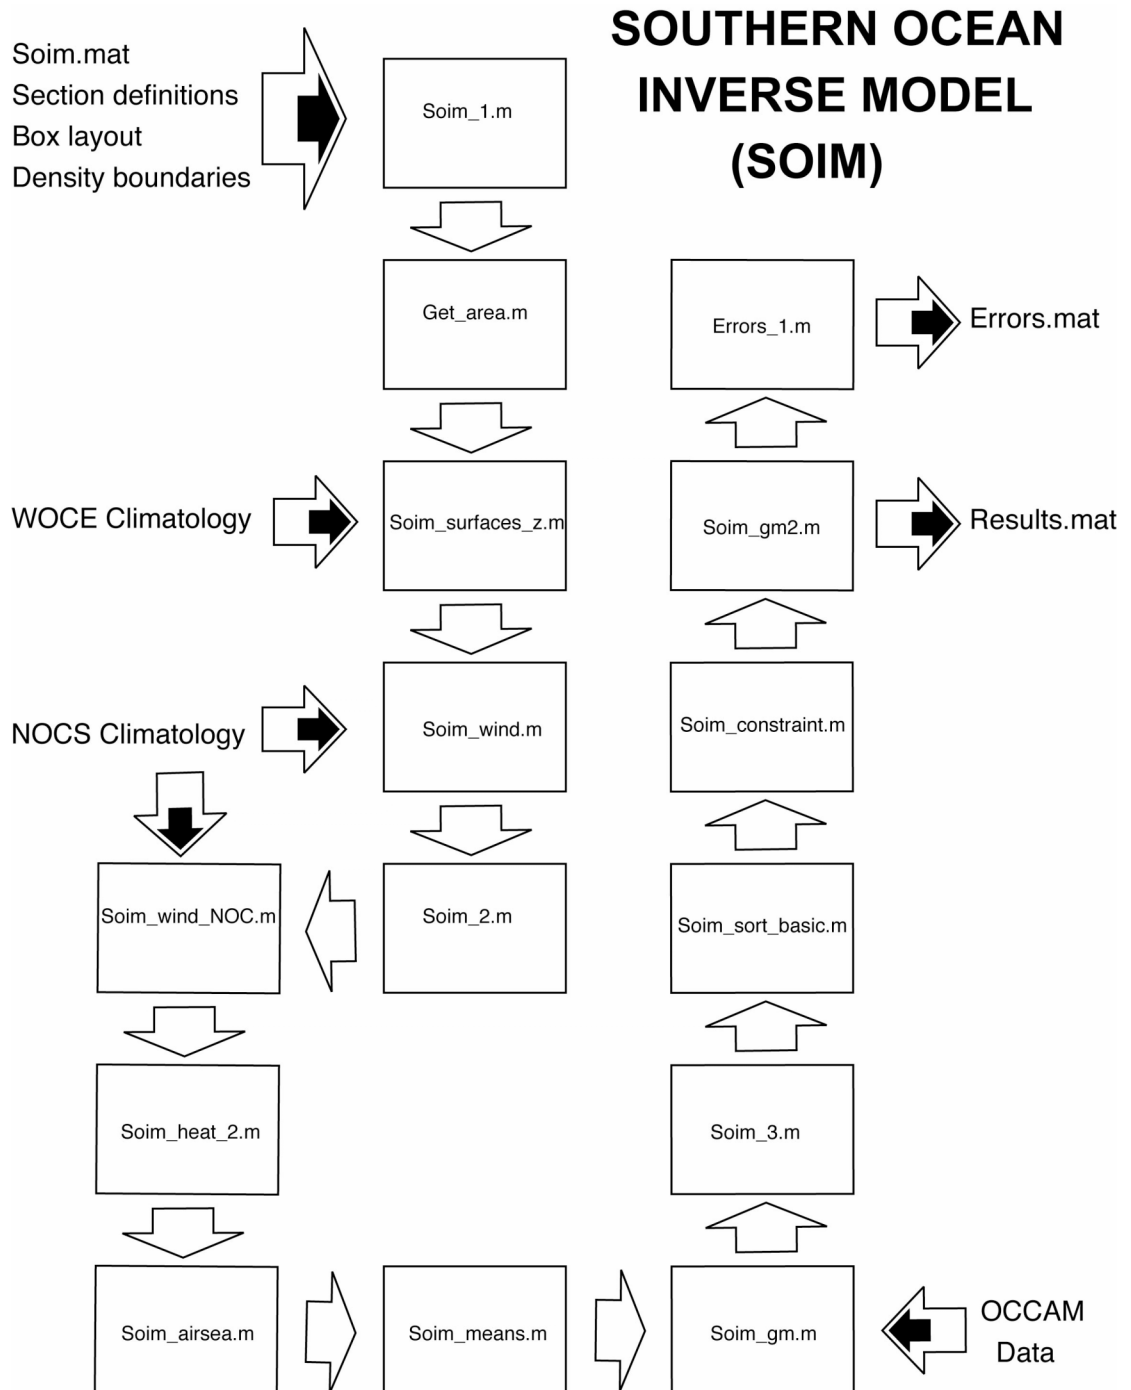 SOUTHERN OCEAN
INVERSE MODEL
(SOIM)
Soim.mat
Section definitions
Box layout
Density boundaries
Soim_1.m
Get_area.m
Errors_1.m
Errors.mat
WOCE Climatology
Soim_surfaces_z.m
Soim_gm2.m
Results.mat
NOCS Climatology
Soim_wind.m
Soim_constraint.m
Soim_wind_NOC.m
Soim_2.m
Soim_sort_basic.m
Soim_heat_2.m
Soim_3.m
Soim_airsea.m
Soim_means.m
Soim_gm.m
OCCAM
Data